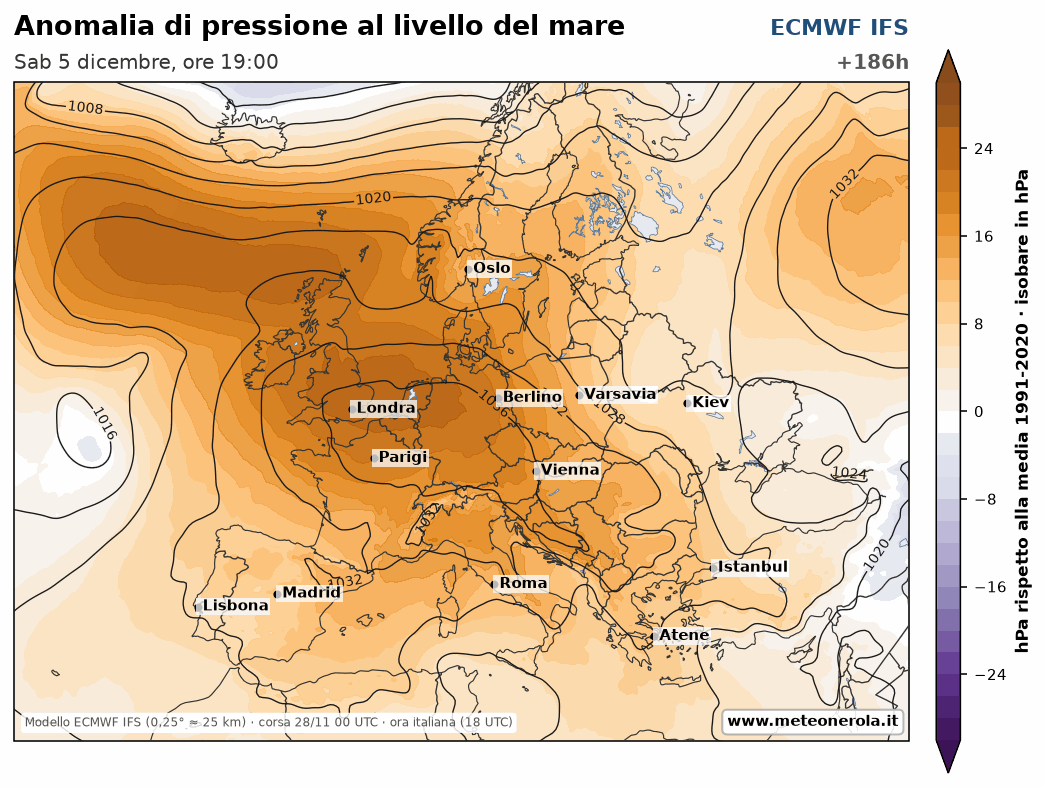 Anomalia di pressione al livello del mare
ECMWF IFS
Sab 5 dicembre, ore 19:00
+186h
1008
1020
1032
1016
Oslo
Londra
1036
Berlino
32
Varsavia
1028
Kiev
Parigi
Vienna
1024
1032
1020
Istanbul
1032
Madrid
Roma
Lisbona
Atene
24
16
8
0
−8
−16
−24
hPa rispetto alla media 1991-2020 · isobare in hPa
Modello ECMWF IFS (0,25° ≈ 25 km) · corsa 28/11 00 UTC · ora italiana (18 UTC)
www.meteonerola.it